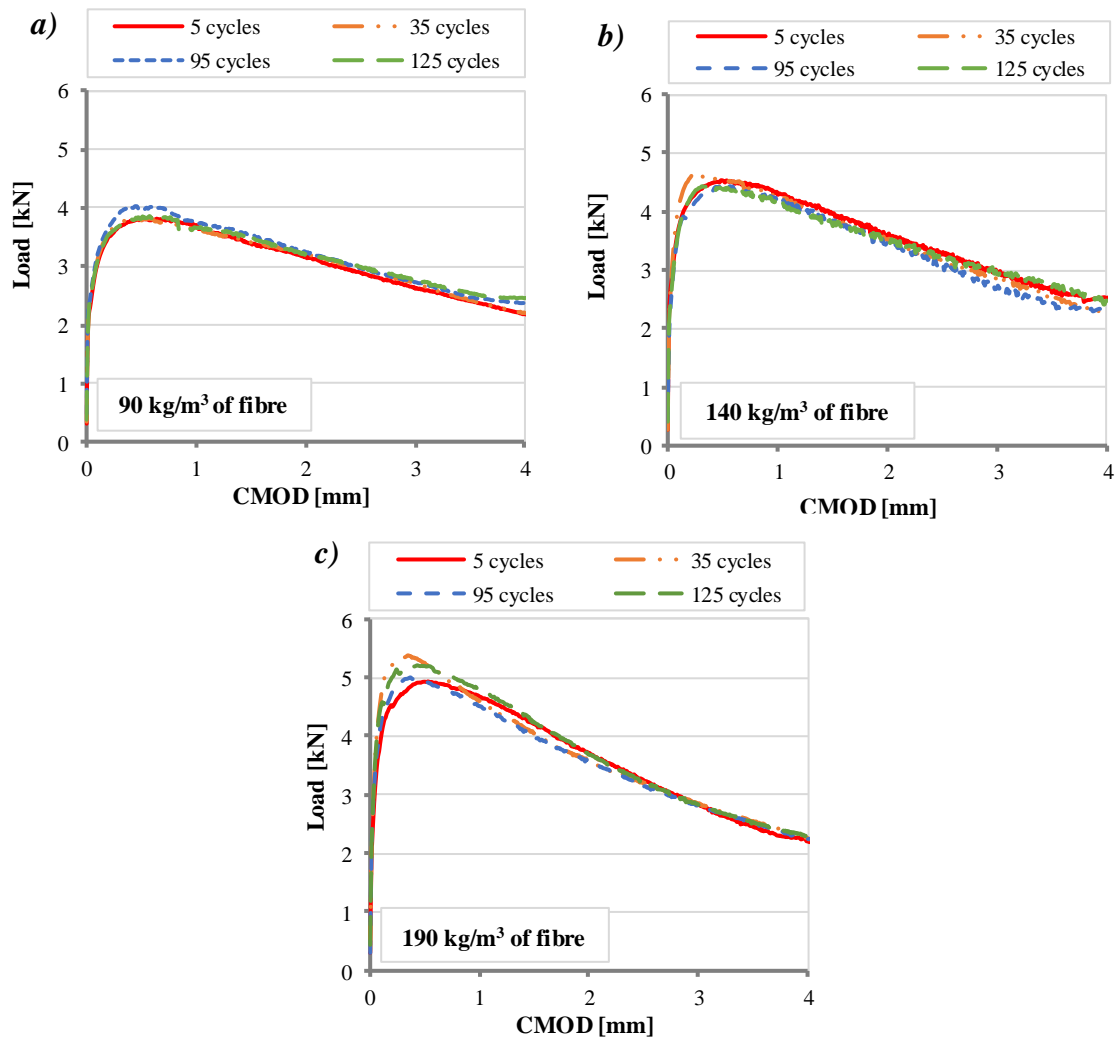 a)
5 cycles 35 cycles
95 cycles 125 cycles
6
5
4
3
2
1
0
Load [kN]
90 kg/m³ of fibre
0 1 2 3 4
CMOD [mm]
b)
5 cycles 35 cycles
95 cycles 125 cycles
6
5
4
3
2
1
0
Load [kN]
140 kg/m³ of fibre
0 1 2 3 4
CMOD [mm]
c)
5 cycles 35 cycles
95 cycles 125 cycles
6
5
4
3
2
1
0
Load [kN]
190 kg/m³ of fibre
0 1 2 3 4
CMOD [mm]